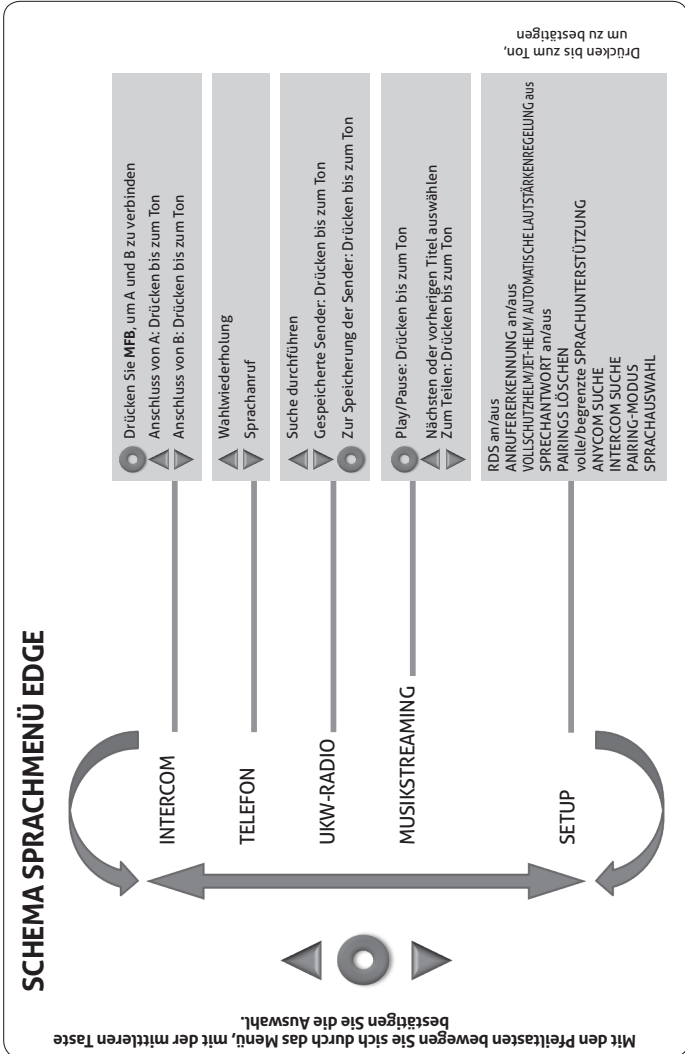 SCHEMA SPRACHMENÜ EDGE
Mit den Pfeiltasten bewegen Sie sich durch das Menü, mit der mittleren Taste
bestätigen Sie die Auswahl.
INTERCOM
Drücken Sie MFB, um A und B zu verbinden
Anschluss von A: Drücken bis zum Ton
Anschluss von B: Drücken bis zum Ton
TELEFON
Wahlwiederholung
Sprachanruf
UKW-RADIO
Suche durchführen
Gespeicherte Sender: Drücken bis zum Ton
Zur Speicherung der Sender: Drücken bis zum Ton
MUSIKSTREAMING
Play/Pause: Drücken bis zum Ton
Nächsten oder vorherigen Titel auswählen
Zum Teilen: Drücken bis zum Ton
SETUP
RDS an/aus
ANRUFERERKENNUNG an/aus
VOLLSCHUTZHELM/JET-HELM/ AUTOMATISCHE LAUTSTÄRKENREGELUNG aus
SPRECHANTWORT an/aus
PAIRINGS LÖSCHEN
volle/begrenzte SPRACHUNTERSTÜTZUNG
ANYCOM SUCHE
INTERCOM SUCHE
PAIRING-MODUS
SPRACHAUSWAHL
Drücken bis zum Ton,
um zu bestätigen